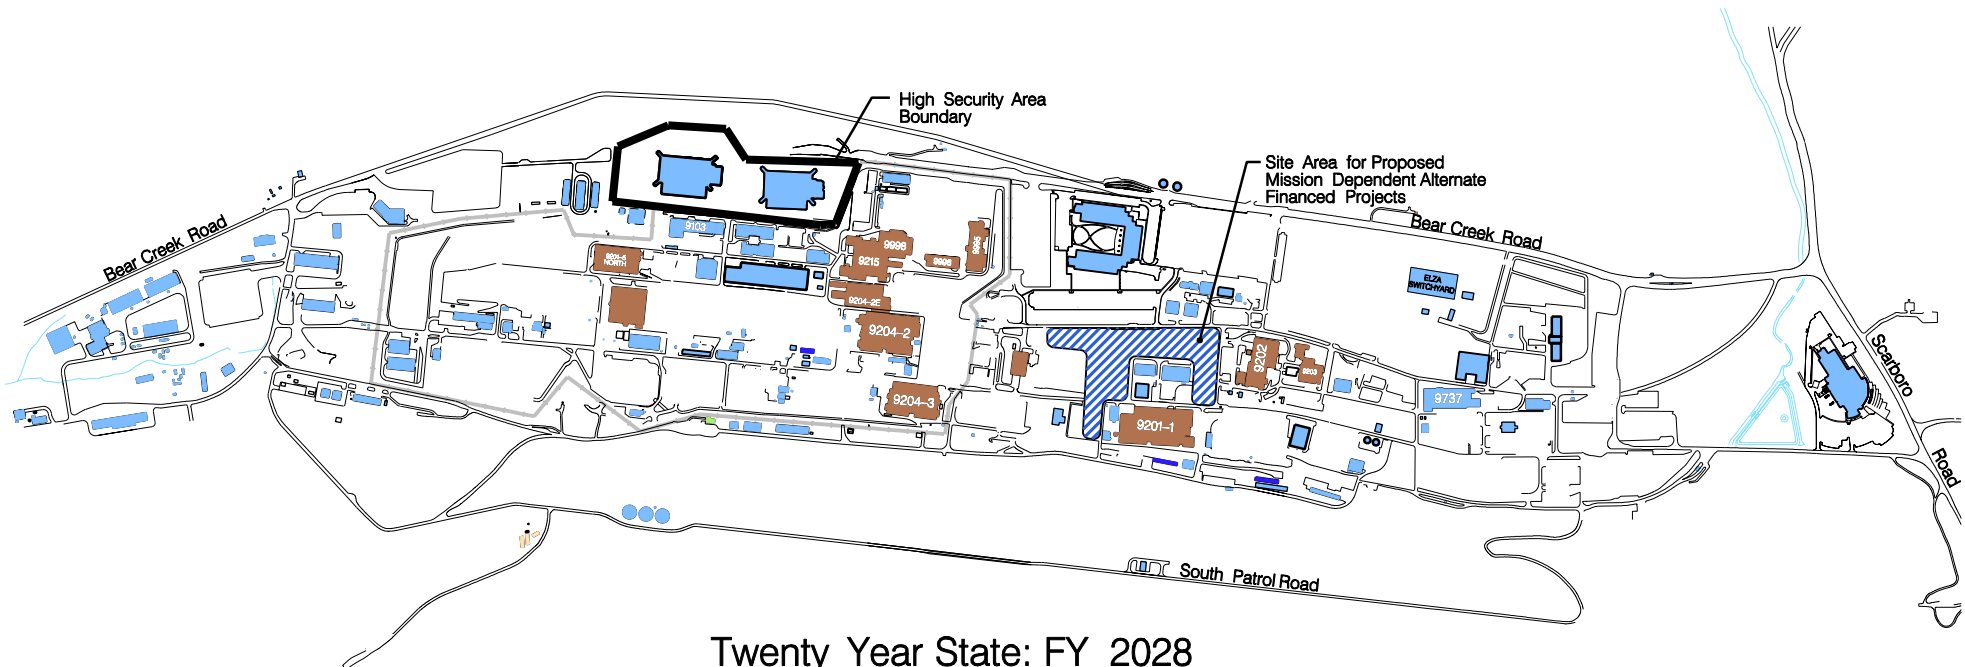 High Security Area
Boundary
Site Area for Proposed
Mission Dependent Alternate
Financed Projects
Bear Creek Road
Bear Creek Road
9103
9998
9995
9215
9996
9201-5
NORTH
ELZA
SWITCHYARD
9204-2E
9204-2
9202
9203
Scarboro
9204-3
9737
9201-1
Road
South Patrol Road
Twenty Year State: FY 2028